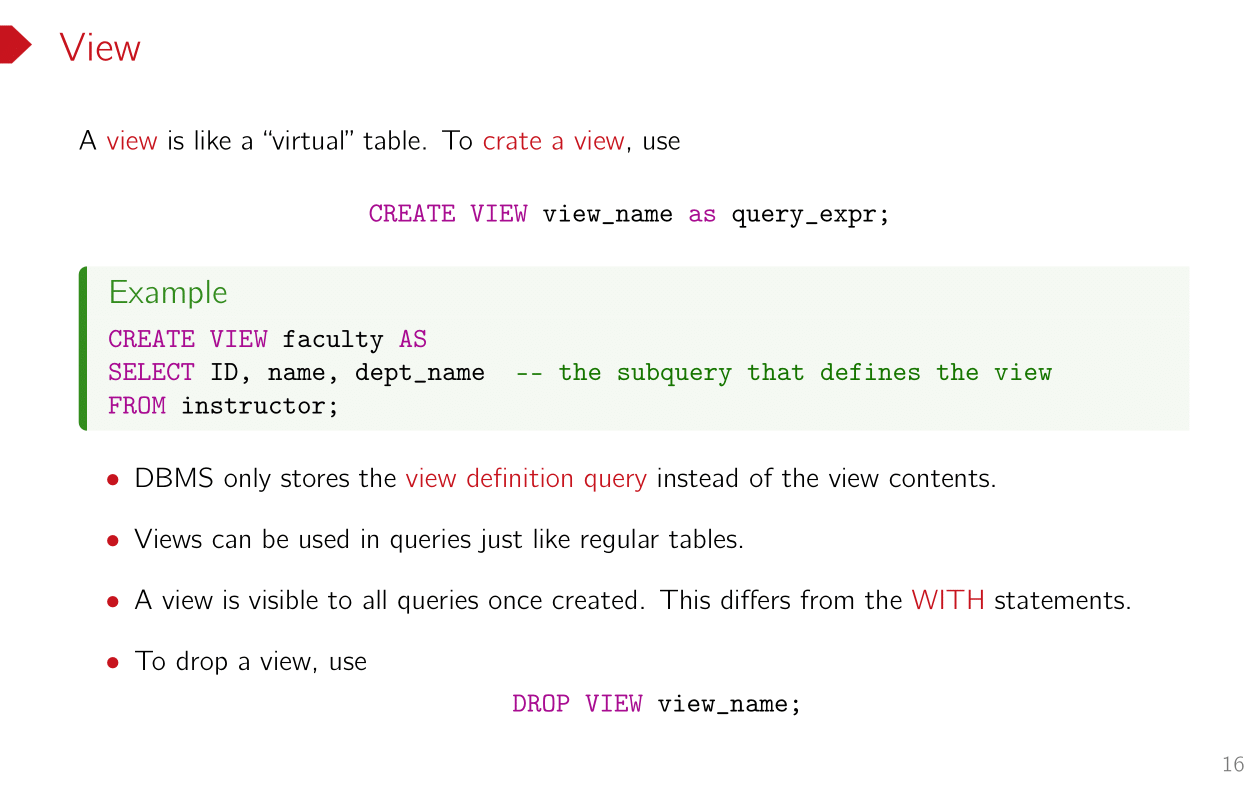 View
A view is like a “virtual” table. To crate a view, use
CREATE VIEW view_name as query_expr;
Example
CREATE VIEW faculty AS
SELECT ID, name, dept_name -- the subquery that defines the view
FROM instructor;
• DBMS only stores the view definition query instead of the view contents.
• Views can be used in queries just like regular tables.
• A view is visible to all queries once created. This differs from the WITH statements.
• To drop a view, use
DROP VIEW view_name;
16